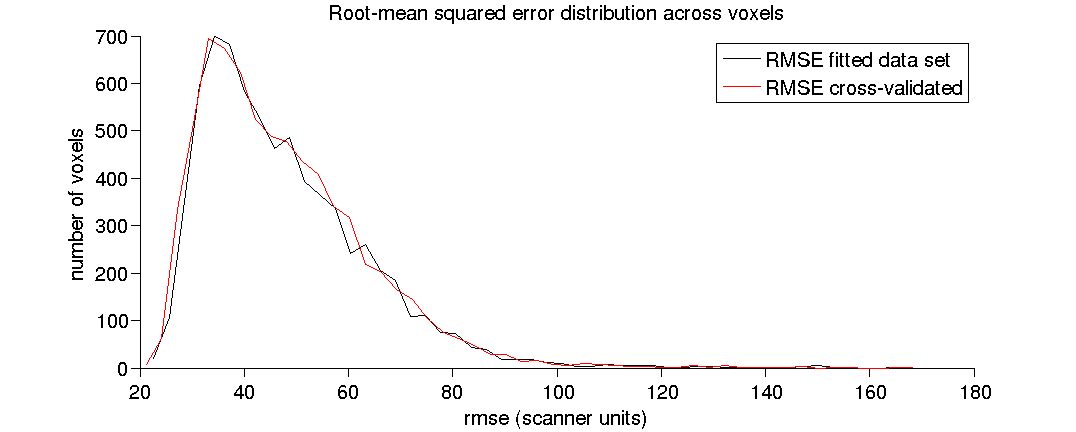 Root-mean squared error distribution across voxels
RMSE fitted data set
RMSE cross-validated
number of voxels
700
600
500
400
300
200
100
0
20 40 60 80 100 120 140 160 180
rmse (scanner units)